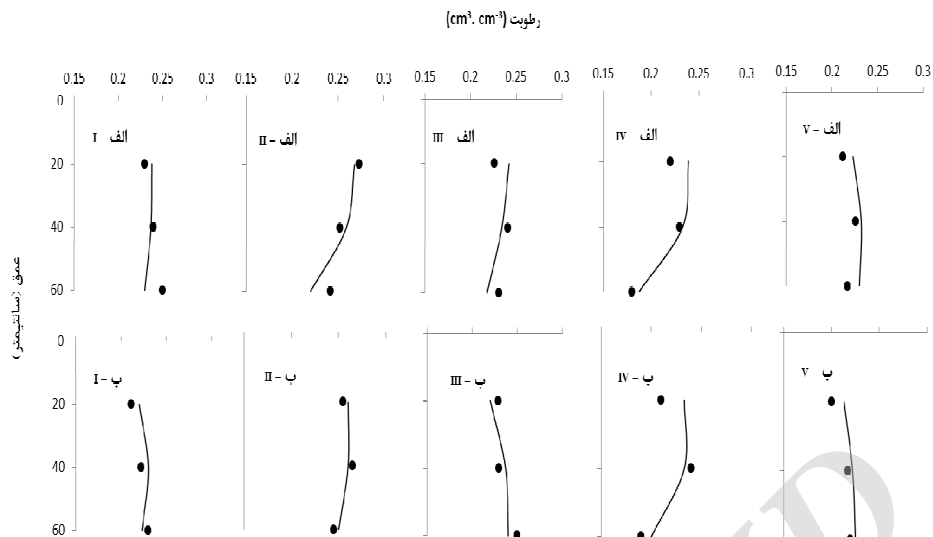 رطوبت (cm³. cm⁻³)
0.15 0.2 0.25 0.3 0.15 0.2 0.25 0.3 0.15 0.2 0.25 0.3 0.15 0.2 0.25 0.3 0.15 0.2 0.25 0.3
0
الف I
الف – II
الف III
الف IV
الف – V
20
40
60
عمق (سانتیمتر)
0
ب – I
ب – II
ب – III
ب – IV
ب V
20
40
60